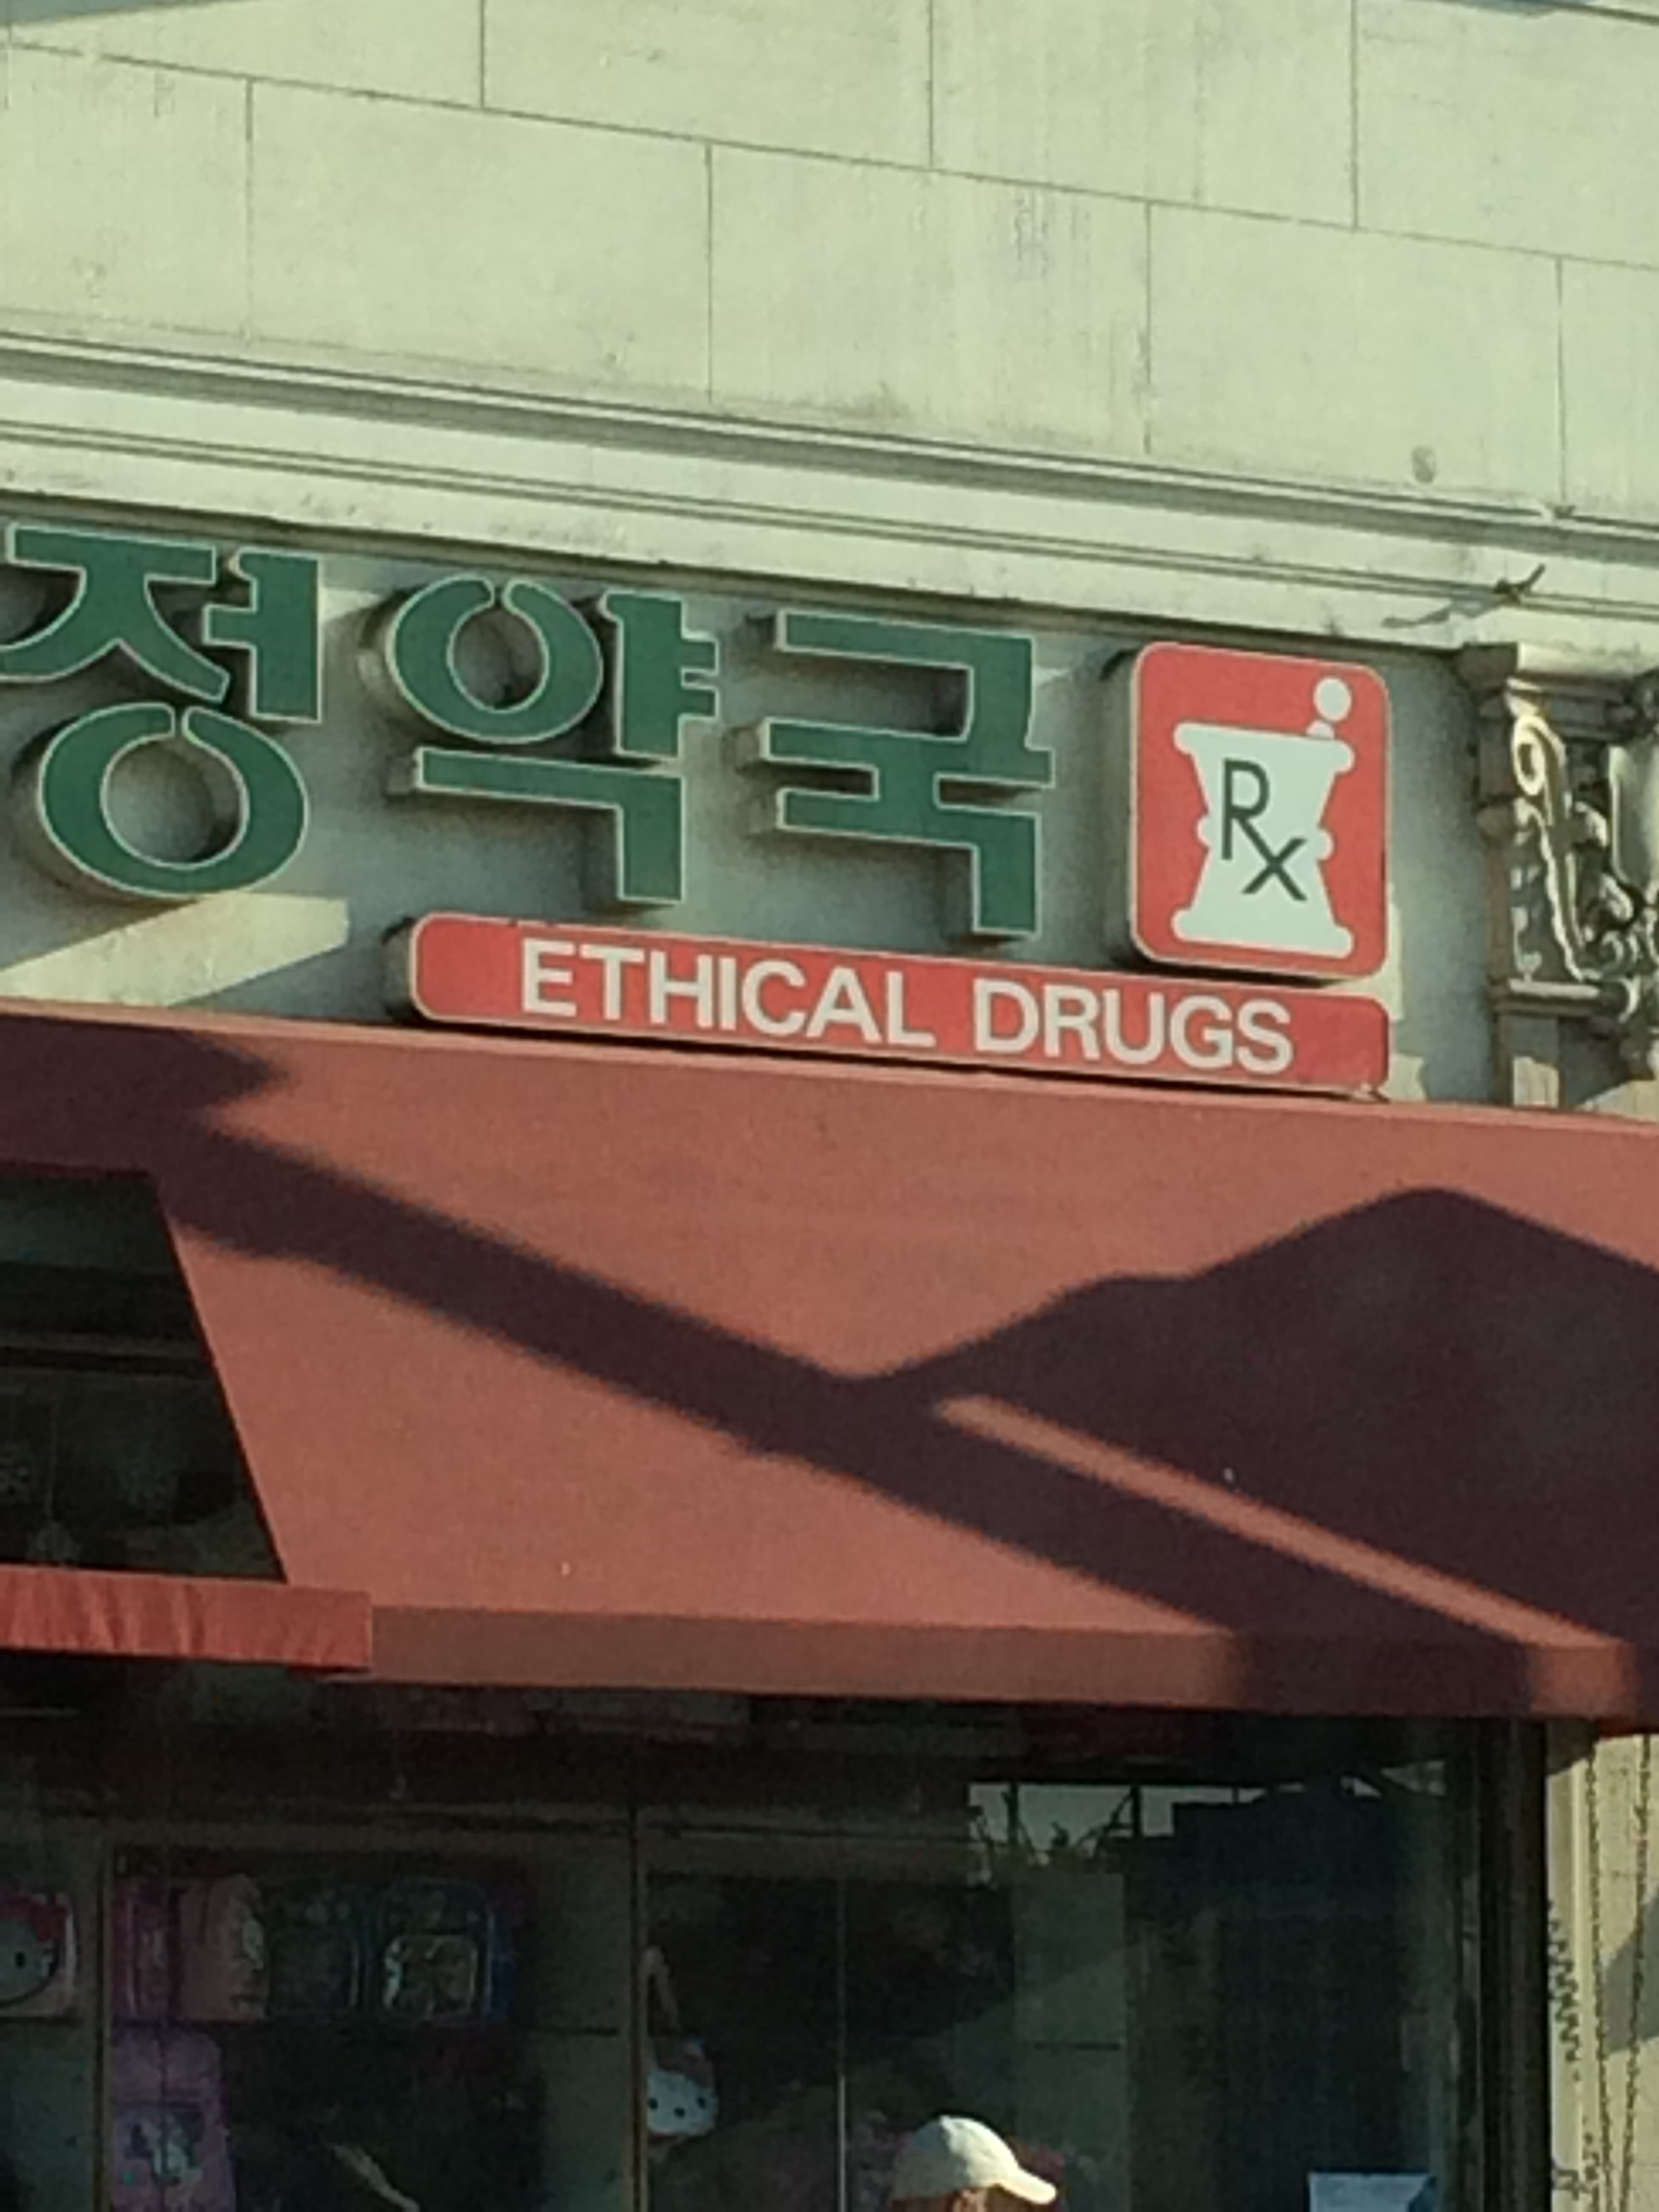 정약국
Rx
ETHICAL DRUGS